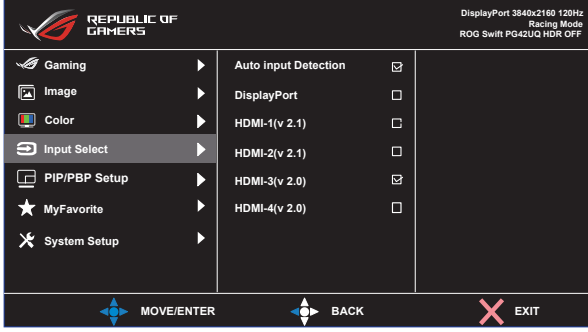 REPUBLIC OF
GAMERS
DisplayPort 3840x2160 120Hz
Racing Mode
ROG Swift PG42UQ HDR OFF
Gaming
Image
Color
Input Select
PIP/PBP Setup
MyFavorite
System Setup
Auto input Detection
DisplayPort
HDMI-1(v 2.1)
HDMI-2(v 2.1)
HDMI-3(v 2.0)
HDMI-4(v 2.0)
MOVE/ENTER
BACK
EXIT